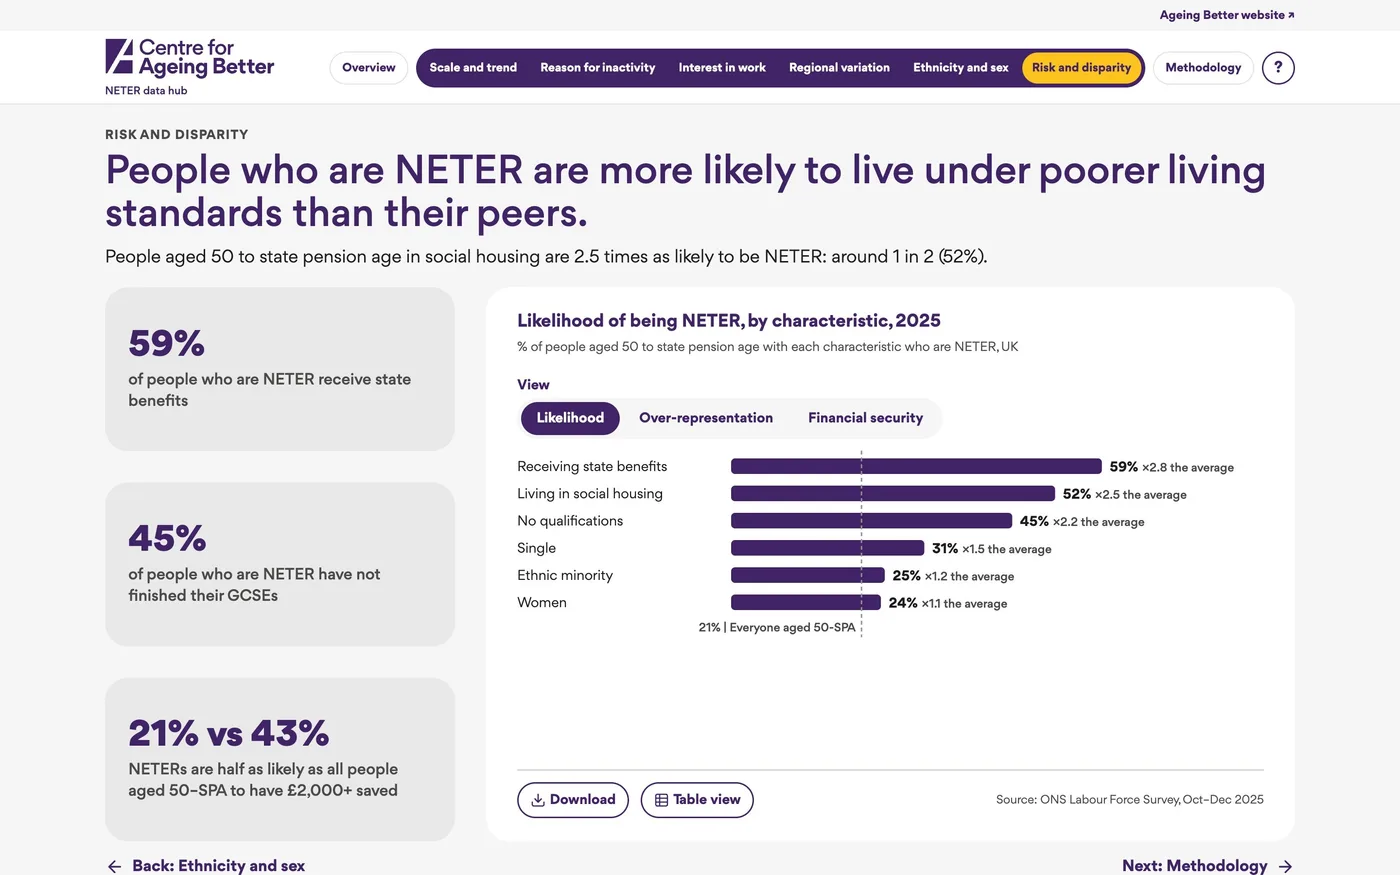 Ageing Better website ↗
Centre for
Ageing Better
NETER data hub
Overview
Scale and trend
Reason for inactivity
Interest in work
Regional variation
Ethnicity and sex
Risk and disparity
Methodology
?
RISK AND DISPARITY
People who are NETER are more likely to live under poorer living
standards than their peers.
People aged 50 to state pension age in social housing are 2.5 times as likely to be NETER: around 1 in 2 (52%).
59%
of people who are NETER receive state
benefits
45%
of people who are NETER have not
finished their GCSEs
21% vs 43%
NETERs are half as likely as all people
aged 50–SPA to have £2,000+ saved
Likelihood of being NETER, by characteristic, 2025
% of people aged 50 to state pension age with each characteristic who are NETER, UK
View
Likelihood
Over-representation
Financial security
Receiving state benefits 59% ×2.8 the average
Living in social housing 52% ×2.5 the average
No qualifications 45% ×2.2 the average
Single 31% ×1.5 the average
Ethnic minority 25% ×1.2 the average
Women 24% ×1.1 the average
21% | Everyone aged 50-SPA
Download
Table view
Source: ONS Labour Force Survey, Oct–Dec 2025
← Back: Ethnicity and sex
Next: Methodology →